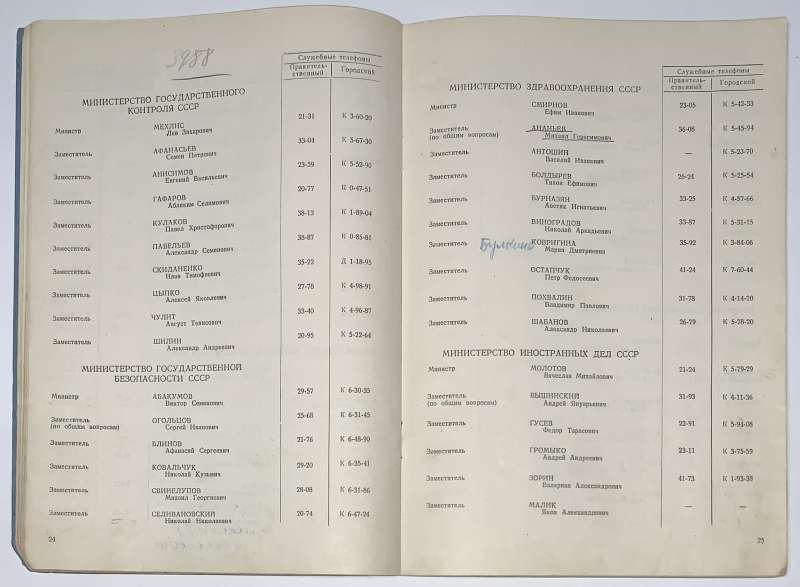 3988
Служебные телефоны
Правитель-
ственный
Городской
МИНИСТЕРСТВО ГОСУДАРСТВЕННОГО
КОНТРОЛЯ СССР
Министр МЕХЛИС 21-31 К 3-60-20
Лев Захарович
Заместитель АФАНАСЬЕВ 33-04 К 3-67-30
Семен Петрович
Заместитель АНИСИМОВ 23-59 К 5-52-90
Евгений Васильевич
Заместитель ГАФАРОВ 20-77 К 0-47-51
Аблязим Селимович
Заместитель КУЛАКОВ 38-13 К 1-89-04
Павел Христофорович
Заместитель ПАВЕЛЬЕВ 38-87 К 0-85-81
Александр Семенович
Заместитель СКИДАНЕНКО 35-22 Д 1-18-95
Иван Тимофеевич
Заместитель ЦЫПКО 27-78 К 4-98-91
Алексей Яковлевич
Заместитель ЧУЛИТ 33-40 К 4-96-87
Август Тенисович
Заместитель ШИЛИН 20-95 К 5-22-64
Александр Андреевич
МИНИСТЕРСТВО ГОСУДАРСТВЕННОЙ
БЕЗОПАСНОСТИ СССР
Министр АБАКУМОВ 29-57 К 6-30-35
Виктор Семенович
Заместитель ОГОЛЬЦОВ 25-68 К 6-31-45
(по общим вопросам) Сергей Иванович
Заместитель БЛИНОВ 21-76 К 6-48-90
Афанасий Сергеевич
Заместитель КОВАЛЬЧУК 29-20 К 6-35-41
Николай Кузьмич
Заместитель СВИНЕЛУПОВ 28-08 К 6-31-86
Михаил Георгиевич
Заместитель СЕЛИВАНОВСКИЙ 20-74 К 6-47-24
Николай Николаевич
24
Служебные телефоны
Правитель-
ственный
Городской
МИНИСТЕРСТВО ЗДРАВООХРАНЕНИЯ СССР
Министр СМИРНОВ 23-05 К 5-42-33
Ефим Иванович
Заместитель АНАНЬЕВ 36-08 К 5-45-94
(по общим вопросам) Михаил Герасимович
Заместитель АНТОШИН — К 5-23-70
Василий Иванович
Заместитель БОЛДЫРЕВ 26-24 К 5-25-54
Тихон Ефимович
Заместитель БУРНАЗЯН 33-25 К 4-57-66
Аветик Игнатьевич
Заместитель ВИНОГРАДОВ 33-87 К 5-31-15
Николай Аркадьевич
Заместитель КОВРИГИНА 35-92 К 3-84-06
Мария Дмитриевна
Заместитель ОСТАПЧУК 41-24 К 7-60-44
Петр Федосеевич
Заместитель ПОХВАЛИН 31-78 К 4-14-20
Владимир Павлович
Заместитель ШАБАНОВ 26-79 К 5-28-20
Александр Николаевич
МИНИСТЕРСТВО ИНОСТРАННЫХ ДЕЛ СССР
Министр МОЛОТОВ 21-24 К 5-79-29
Вячеслав Михайлович
Заместитель ВЫШИНСКИЙ 31-93 К 4-11-36
(по общим вопросам) Андрей Януарьевич
Заместитель ГУСЕВ 22-91 К 5-94-08
Федор Тарасович
Заместитель ГРОМЫКО 23-11 К 3-75-59
Андрей Андреевич
Заместитель ЗОРИН 41-73 К 1-93-38
Валериан Александрович
Заместитель МАЛИК — —
Яков Александрович
25